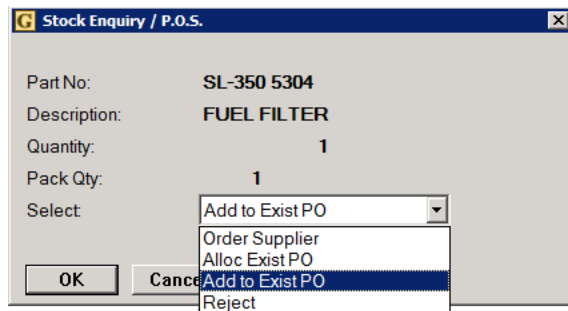 G Stock Enquiry / P.O.S.
Part No: SL-350 5304
Description: FUEL FILTER
Quantity: 1
Pack Qty: 1
Select: Add to Exist PO
Order Supplier
Alloc Exist PO
Add to Exist PO
Reject
OK Cance